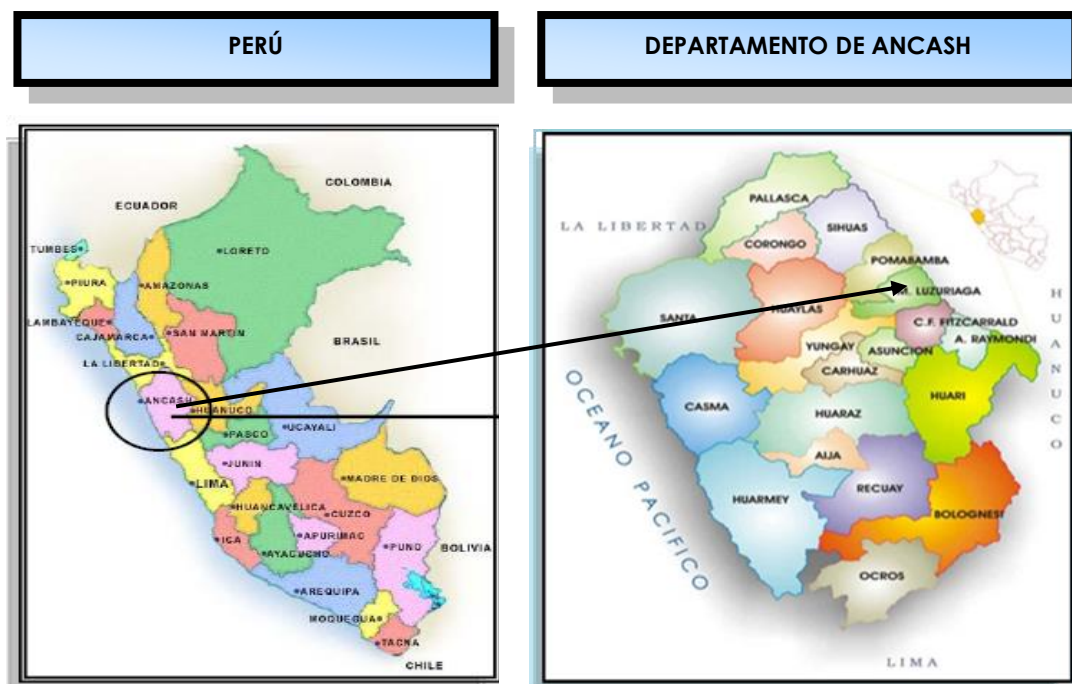 PERÚ
DEPARTAMENTO DE ANCASH
COLOMBIA
ECUADOR
TUMBES
LORETO
PIURA
AMAZONAS
LAMBAYEQUE
SAN MARTIN
CAJAMARCA
BRASIL
LA LIBERTAD
ANCASH
HUANUCO
UCAYALI
PASCO
JUNIN
LIMA
MADRE DE DIOS
HUANCAVELICA
CUZCO
ICA
APURIMAC
PUNO
AYACUCHO
BOLIVIA
AREQUIPA
MOQUEGUA
TACNA
CHILE
PALLASCA
LA LIBERTAD
SIHUAS
CORONGO
POMABAMBA
M. LUZURIAGA
HUAYLAS
SANTA
C.F. FITZCARRALD
A. RAYMONDI
YUNGAY
ASUNCION
CARHUAZ
HUARI
CASMA
HUARAZ
HUANUCO
AIJA
OCEANO PACIFICO
RECUAY
HUARMEY
BOLOGNESI
OCROS
LIMA